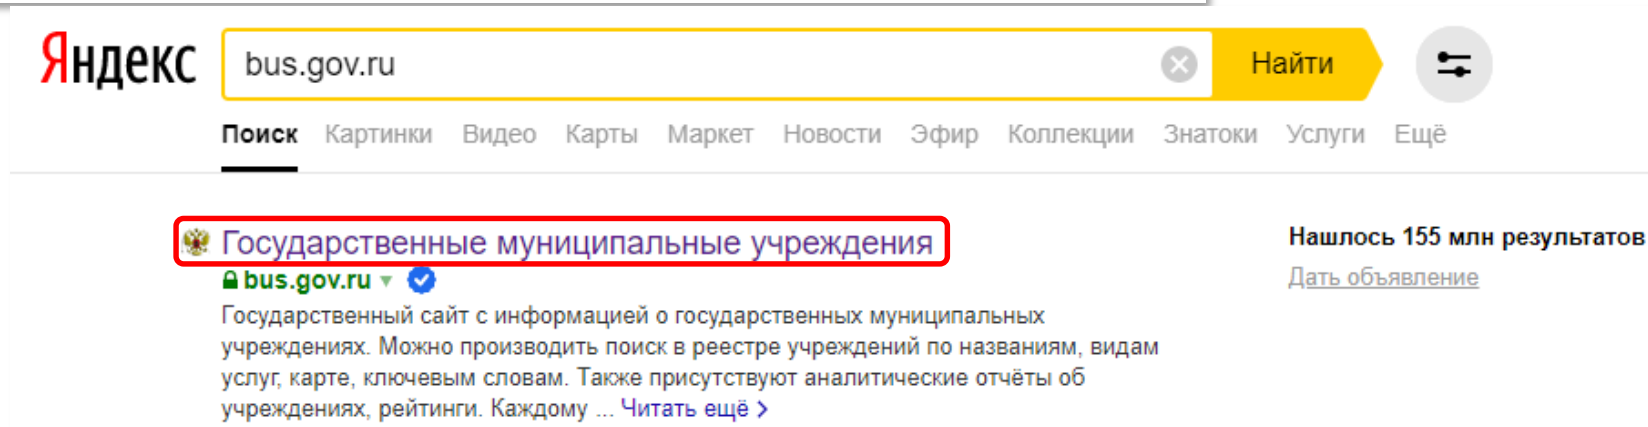 Яндекс bus.gov.ru Найти
Поиск Картинки Видео Карты Маркет Новости Эфир Коллекции Знатоки Услуги Ещё
Государственные муниципальные учреждения
bus.gov.ru
Государственный сайт с информацией о государственных муниципальных
учреждениях. Можно производить поиск в реестре учреждений по названиям, видам
услуг, карте, ключевым словам. Также присутствуют аналитические отчёты об
учреждениях, рейтинги. Каждому ... Читать ещё >
Нашлось 155 млн результатов
Дать объявление